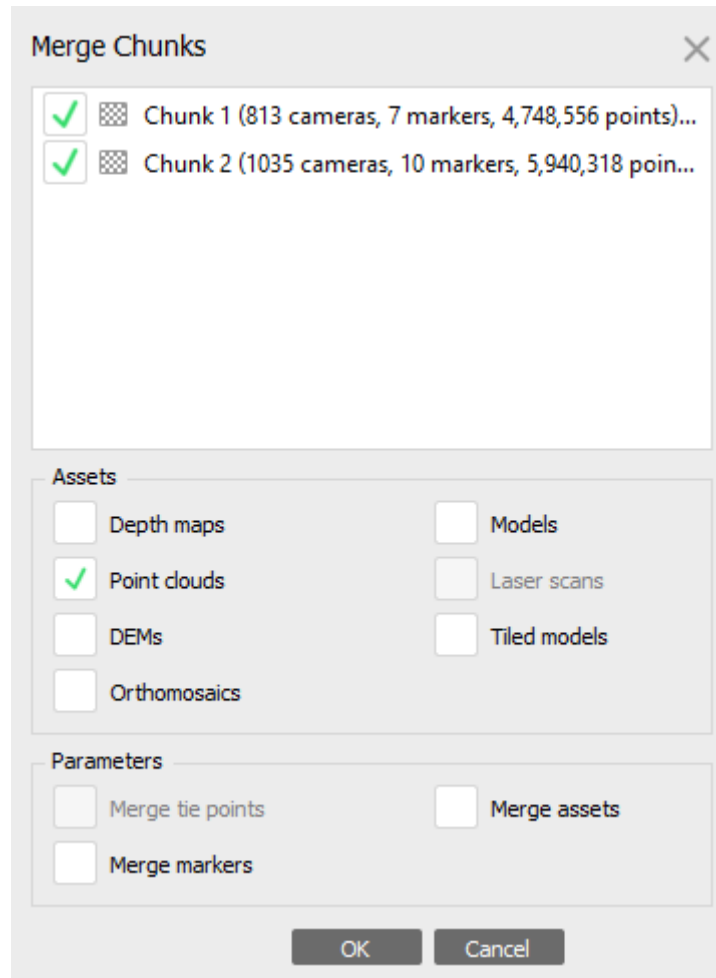 Merge Chunks
Chunk 1 (813 cameras, 7 markers, 4,748,556 points)...
Chunk 2 (1035 cameras, 10 markers, 5,940,318 poin...
Assets
Depth maps
Models
Point clouds
Laser scans
DEMs
Tiled models
Orthomosaics
Parameters
Merge tie points
Merge assets
Merge markers
OK
Cancel